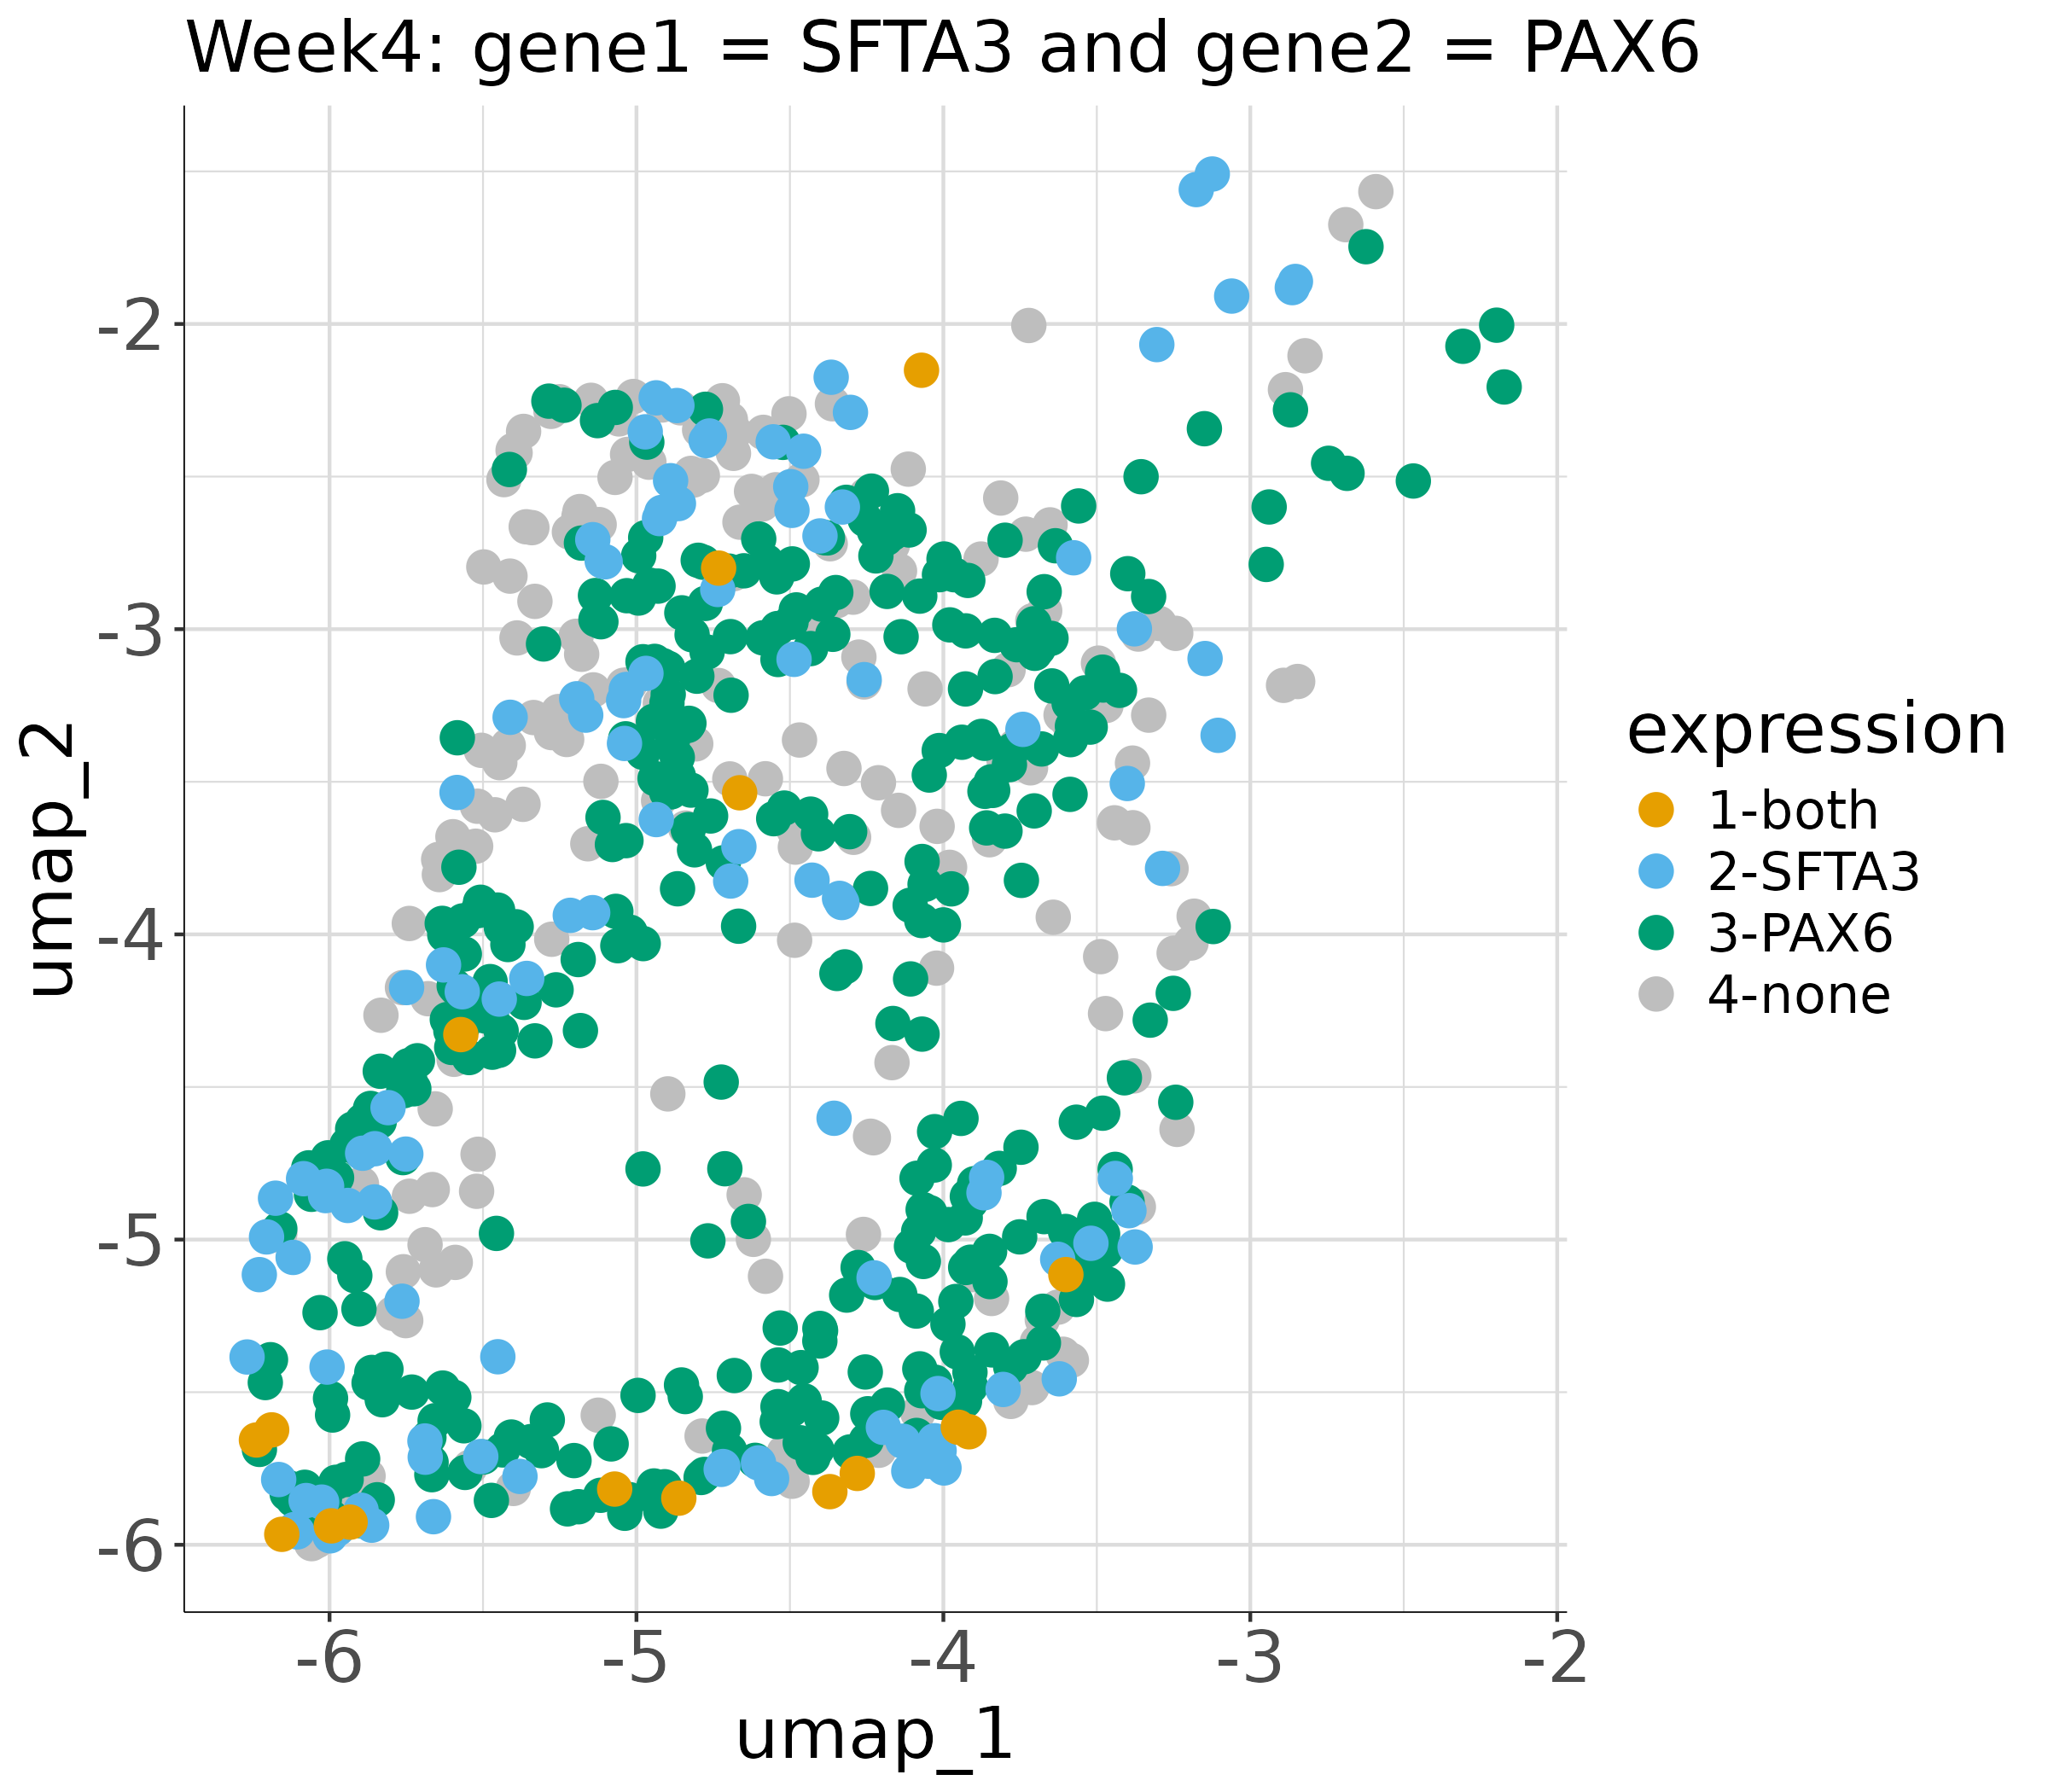 Week4: gene1 = SFTA3 and gene2 = PAX6
umap_2
-2
-3
-4
-5
-6
-6 -5 -4 -3 -2
umap_1
expression
1-both
2-SFTA3
3-PAX6
4-none